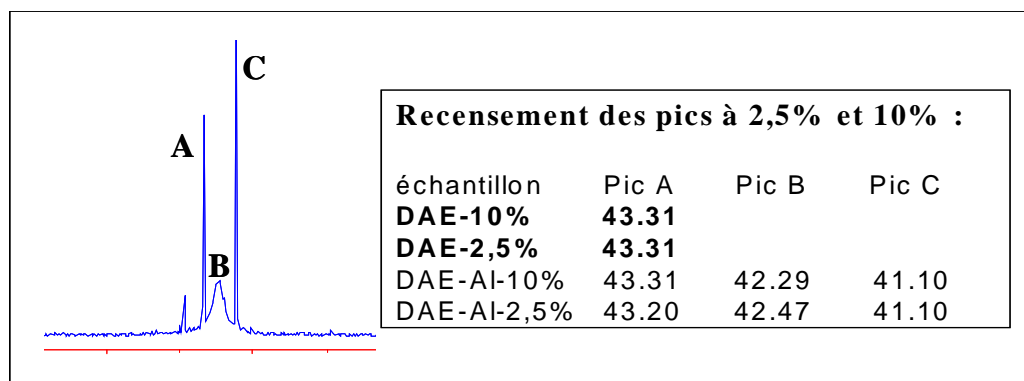 A
B
C
Recensement des pics à 2,5% et 10% :
échantillon Pic A Pic B Pic C
DAE-10% 43.31
DAE-2,5% 43.31
DAE-Al-10% 43.31 42.29 41.10
DAE-Al-2,5% 43.20 42.47 41.10